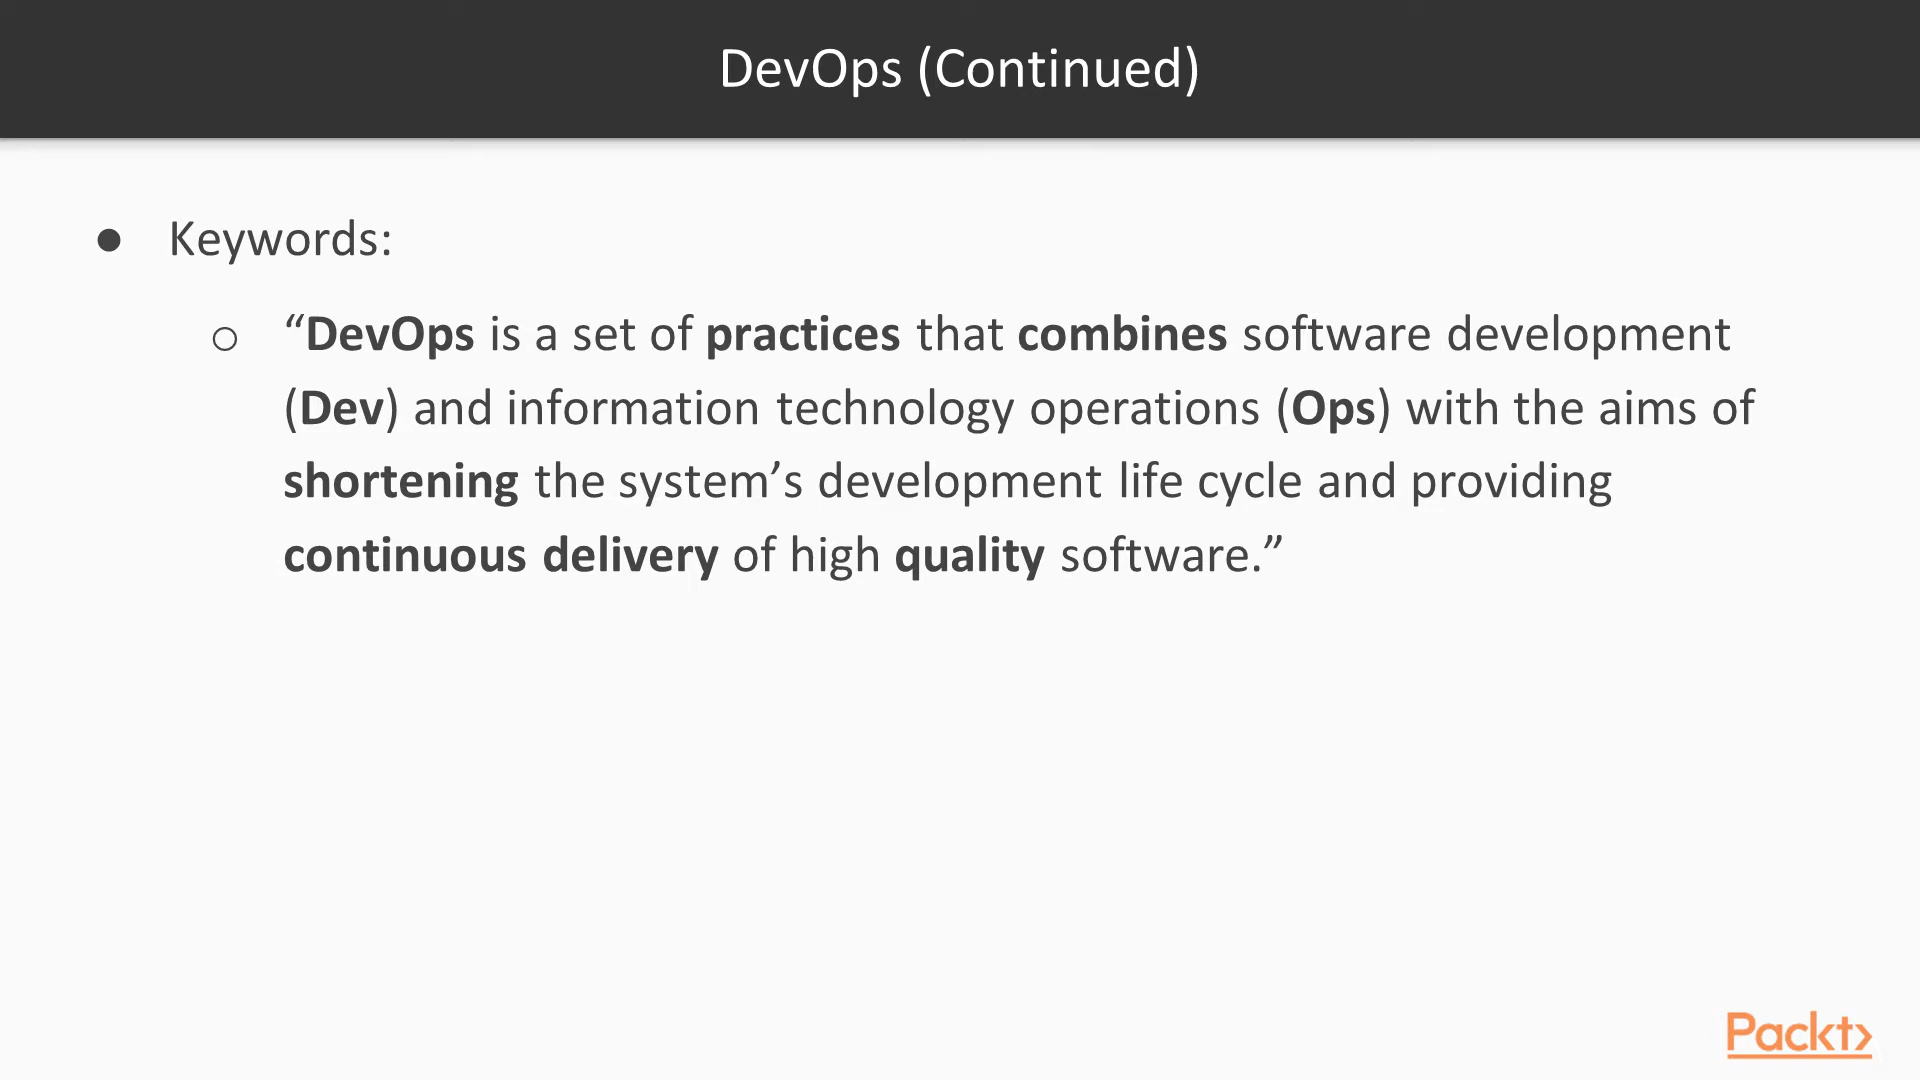 DevOps (Continued)
● Keywords:
○ “DevOps is a set of practices that combines software development
(Dev) and information technology operations (Ops) with the aims of
shortening the system’s development life cycle and providing
continuous delivery of high quality software.”
Packt>